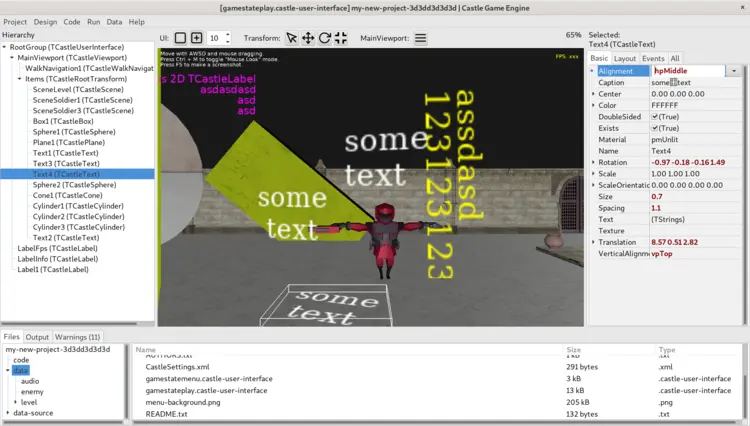 [gamestateplay.castle-user-interface] my-new-project-3d3dd3d3d3d | Castle Game Engine
Project Design Code Run Data Help
Hierarchy
RootGroup (TCastleUserInterface)
MainViewport (TCastleViewport)
WalkNavigation1 (TCastleWalkNavigat
Items (TCastleRootTransform)
SceneLevel (TCastleScene)
SceneSoldier1 (TCastleScene)
SceneSoldier3 (TCastleScene)
Box1 (TCastleBox)
Sphere1 (TCastleSphere)
Plane1 (TCastlePlane)
Text1 (TCastleText)
Text3 (TCastleText)
Text4 (TCastleText)
Sphere2 (TCastleSphere)
Cone1 (TCastleCone)
Cylinder1 (TCastleCylinder)
Cylinder2 (TCastleCylinder)
Cylinder3 (TCastleCylinder)
Text2 (TCastleText)
LabelFps (TCastleLabel)
LabelInfo (TCastleLabel)
Label1 (TCastleLabel)
UI: 10 Transform: MainViewport: 65%
Move with AWSD and mouse dragging.
Press Ctrl + M to toggle "Mouse Look" mode.
Press F5 to make a screenshot.
FPS xxx
s 2D TCastleLabel
asdasdasd
asd
asd
some
text
some
text
assdasd
123123123
some
text
Selected:
Text4 (TCastleText)
Basic Layout Events All
Alignment hpMiddle
Caption some text
Center 0.00 0.00 0.00
Color FFFFFF
DoubleSided (True)
Exists (True)
Material pmUnlit
Name Text4
Rotation -0.97 -0.18 -0.16 1.49
Scale 1.00 1.00 1.00
ScaleOrientatic 0.00 0.00 0.00 0.00
Size 0.7
Spacing 1.1
Text (TStrings)
Texture
Translation 8.57 0.51 2.82
VerticalAlignme vpTop
Files Output Warnings (11)
my-new-project-3d3dd3d3d3d
code
data
audio
enemy
level
data-source
Name Size Type
AUTHORS.txt 1 kB .txt
CastleSettings.xml 291 bytes .xml
gamestatemenu.castle-user-interface 3 kB .castle-user-interface
gamestateplay.castle-user-interface 13 kB .castle-user-interface
menu-background.png 205 kB .png
README.txt 132 bytes .txt